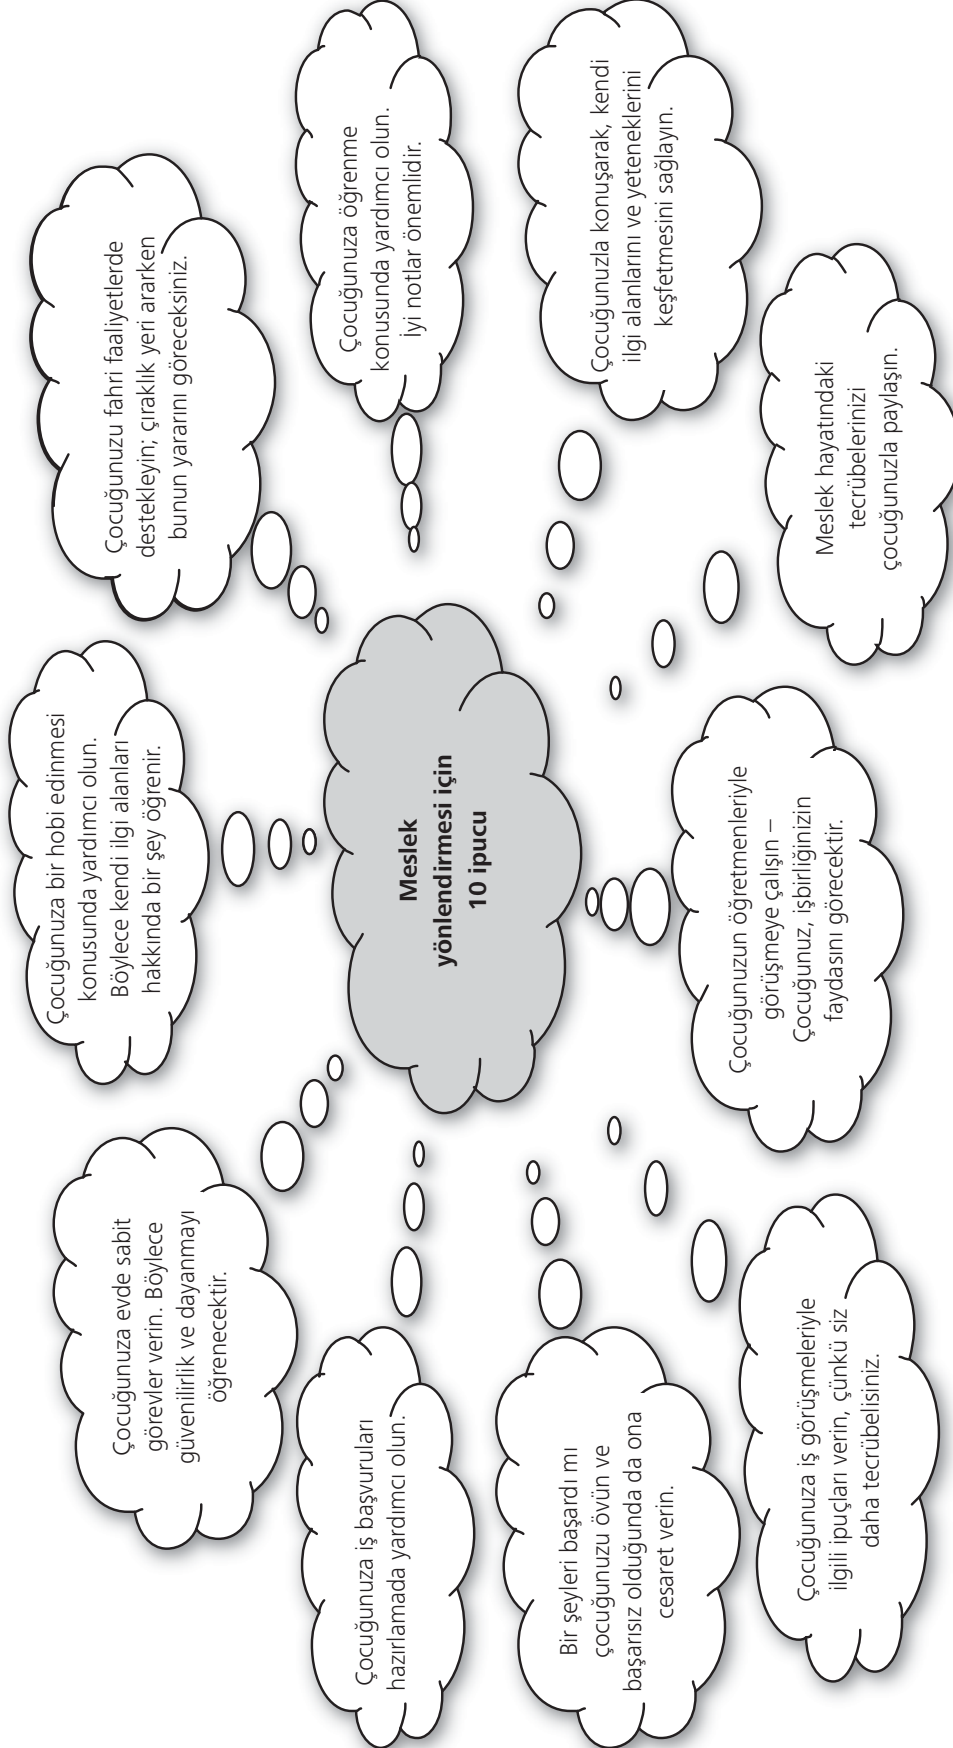 Meslek
yönlendirmesi için
10 ipucu
Çocuğunuza evde sabit
görevler verin. Böylece
güvenilirlik ve dayanmayı
öğrenecektir.
Çocuğunuza bir hobi edinmesi
konusunda yardımcı olun.
Böylece kendi ilgi alanları
hakkında bir şey öğrenir.
Çocuğunuzu fahri faaliyetlerde
destekleyin; çıraklık yeri ararken
bunun yararını göreceksiniz.
Çocuğunuza öğrenme
konusunda yardımcı olun.
İyi notlar önemlidir.
Çocuğunuzla konuşarak, kendi
ilgi alanlarını ve yeteneklerini
keşfetmesini sağlayın.
Meslek hayatındaki
tecrübelerinizi
çocuğunuzla paylaşın.
Çocuğunuzun öğretmenleriyle
görüşmeye çalışın –
Çocuğunuz, işbirliğinizin
faydasını görecektir.
Çocuğunuza iş görüşmeleriyle
ilgili ipuçları verin, çünkü siz
daha tecrübelisiniz.
Bir şeyleri başardı mı
çocuğunuzu övün ve
başarısız olduğunda da ona
cesaret verin.
Çocuğunuza iş başvuruları
hazırlamada yardımcı olun.